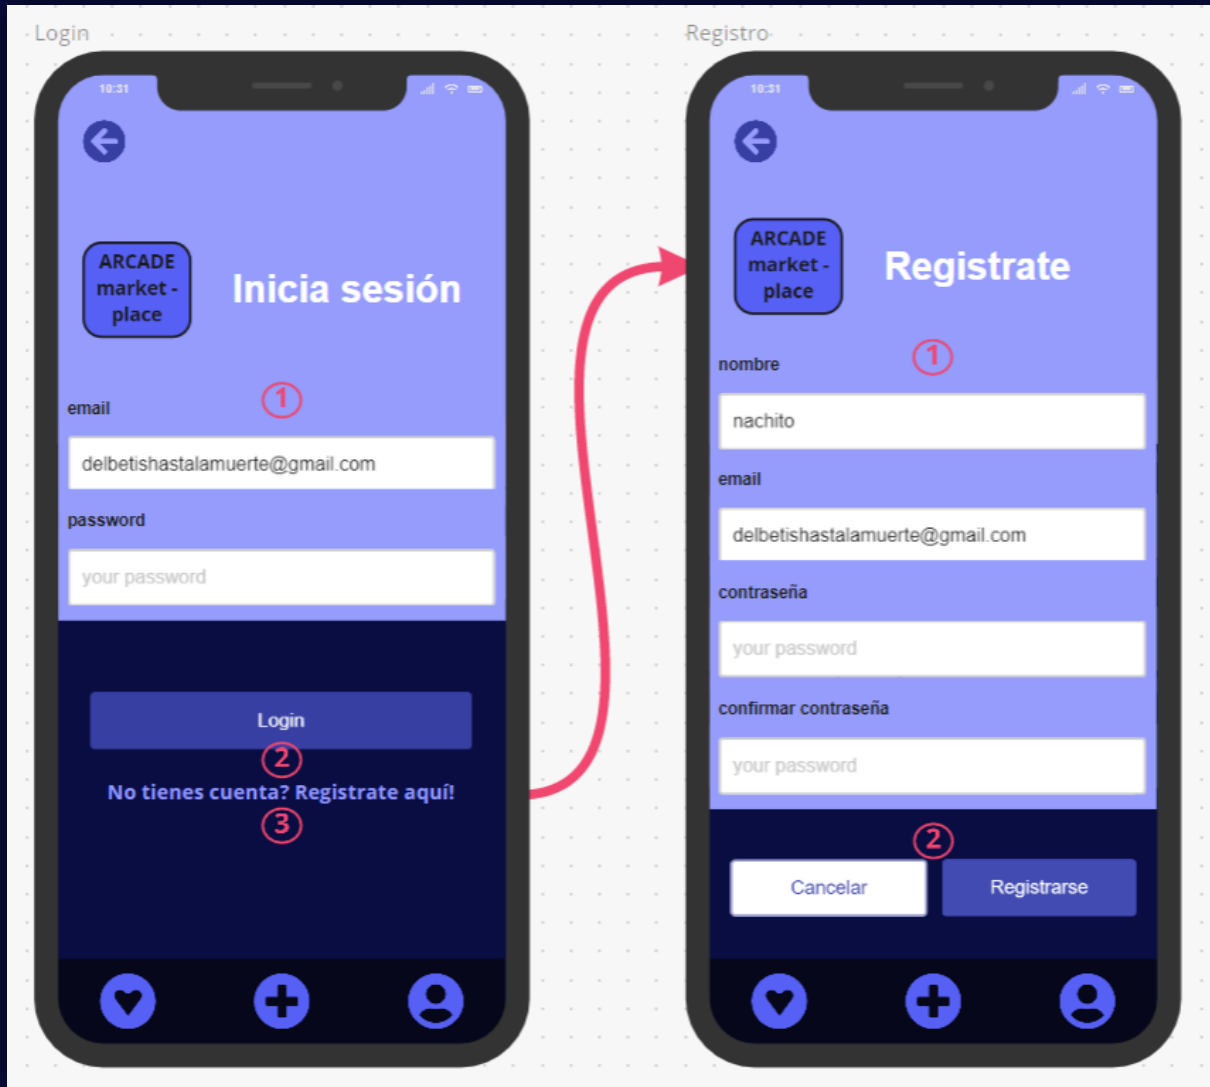 Login
10:31
ARCADE
market -
place
Inicia sesión
1
email
delbetishastalamuerte@gmail.com
password
your password
Login
2
No tienes cuenta? Registrate aquí!
3
Registro
10:31
ARCADE
market -
place
Registrate
1
nombre
nachito
email
delbetishastalamuerte@gmail.com
contraseña
your password
confirmar contraseña
your password
2
Cancelar
Registrarse